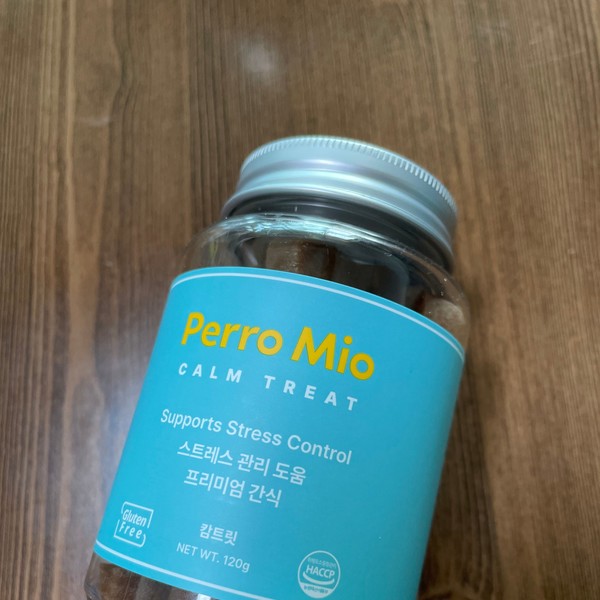 Perro Mio
CALM TREAT
Supports Stress Control
스트레스 관리 도움
프리미엄 간식
Gluten
Free
캄트릿
NET WT. 120g
HACCP